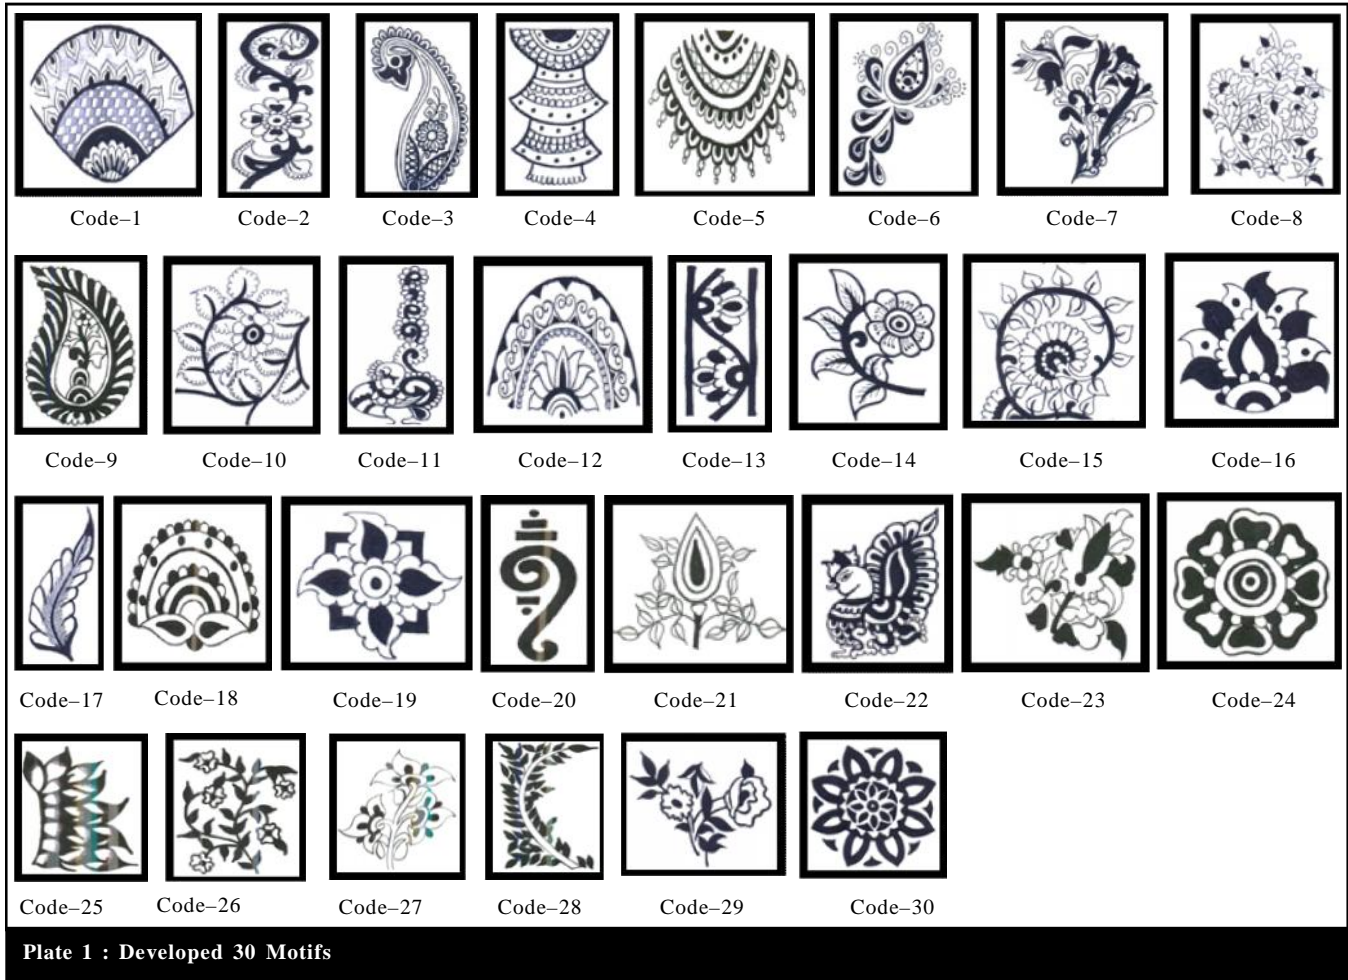 Code–1 Code–2 Code–3 Code–4 Code–5 Code–6 Code–7 Code–8
Code–9 Code–10 Code–11 Code–12 Code–13 Code–14 Code–15 Code–16
Code–17 Code–18 Code–19 Code–20 Code–21 Code–22 Code–23 Code–24
Code–25 Code–26 Code–27 Code–28 Code–29 Code–30
Plate 1 : Developed 30 Motifs